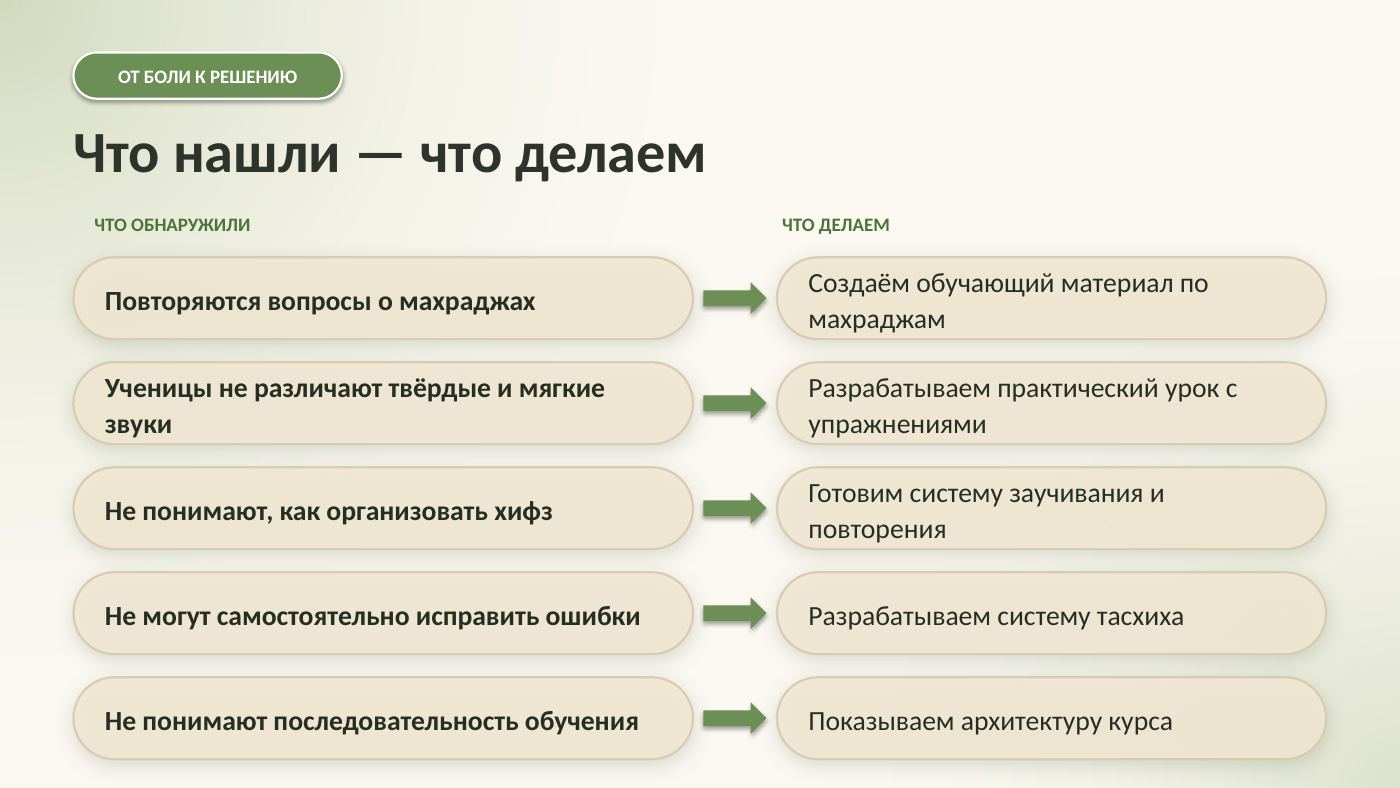 ОТ БОЛИ К РЕШЕНИЮ
Что нашли — что делаем
ЧТО ОБНАРУЖИЛИ
ЧТО ДЕЛАЕМ
Повторяются вопросы о махраджах
Создаём обучающий материал по
махраджам
Ученицы не различают твёрдые и мягкие
звуки
Разрабатываем практический урок с
упражнениями
Не понимают, как организовать хифз
Готовим систему заучивания и
повторения
Не могут самостоятельно исправить ошибки
Разрабатываем систему тасхиха
Не понимают последовательность обучения
Показываем архитектуру курса